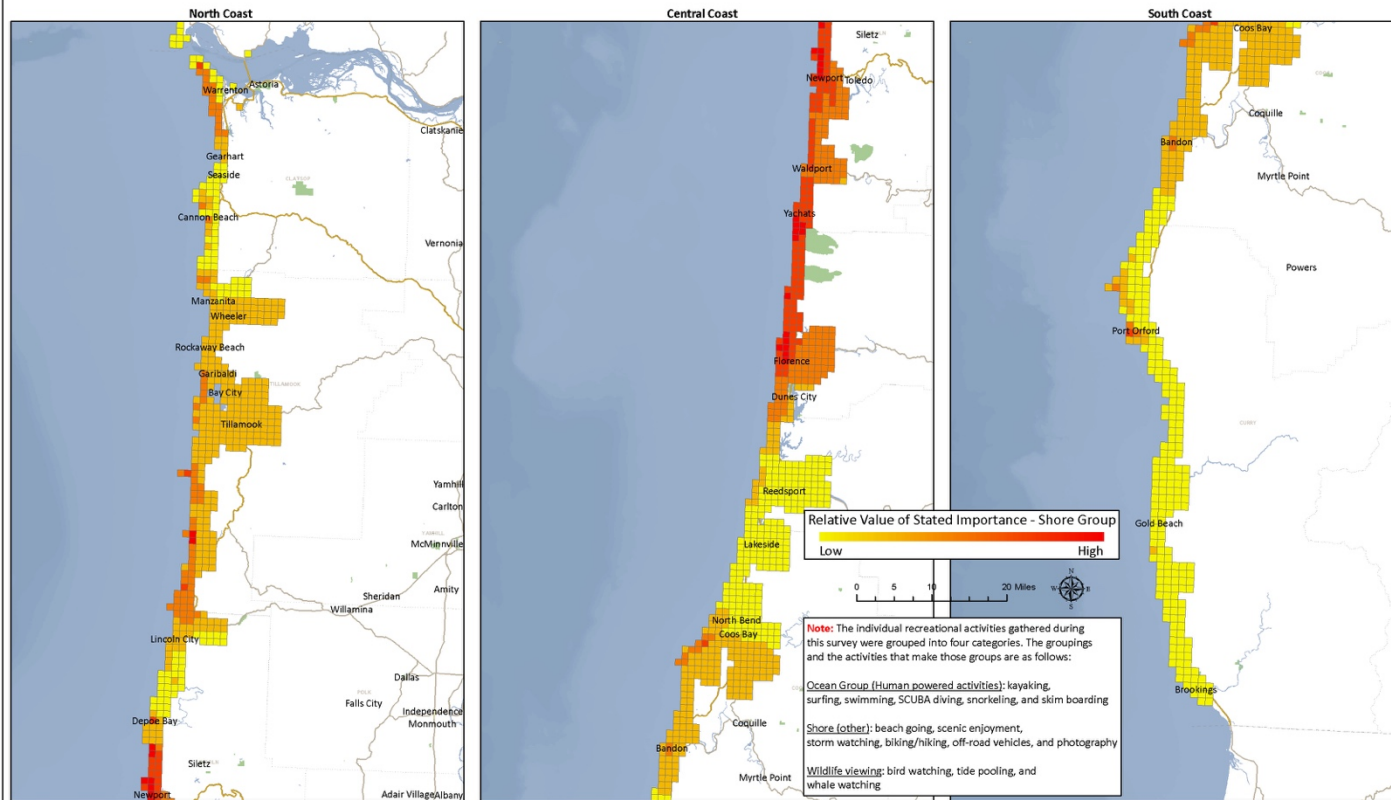 North Coast
Astoria
Warrenton
Clatskanie
Gearhart
Seaside
CLATSOP
Cannon Beach
Vernonia
Manzanita
Wheeler
Rockaway Beach
Garibaldi
TILLAMOOK
Bay City
Tillamook
Yamhill
Carlton
YAMHILL
McMinnville
Amity
Sheridan
Willamina
Lincoln City
Dallas
POLK
Falls City
Independence
Monmouth
Depoe Bay
Siletz
Newport
Adair Village
Albany
Central Coast
Siletz
Newport
Toledo
Waldport
Yachats
Florence
Dunes City
Reedsport
Lakeside
North Bend
Coos Bay
Coquille
Bandon
Myrtle Point
South Coast
Coos Bay
Coquille
Bandon
Myrtle Point
Powers
Port Orford
CURRY
Gold Beach
Brookings
Relative Value of Stated Importance - Shore Group
Low High
0 5 10 20 Miles
N
W E
S
Note: The individual recreational activities gathered during
this survey were grouped into four categories. The groupings
and the activities that make those groups are as follows:
Ocean Group (Human powered activities): kayaking,
surfing, swimming, SCUBA diving, snorkeling, and skim boarding
Shore (other): beach going, scenic enjoyment,
storm watching, biking/hiking, off-road vehicles, and photography
Wildlife viewing: bird watching, tide pooling, and
whale watching